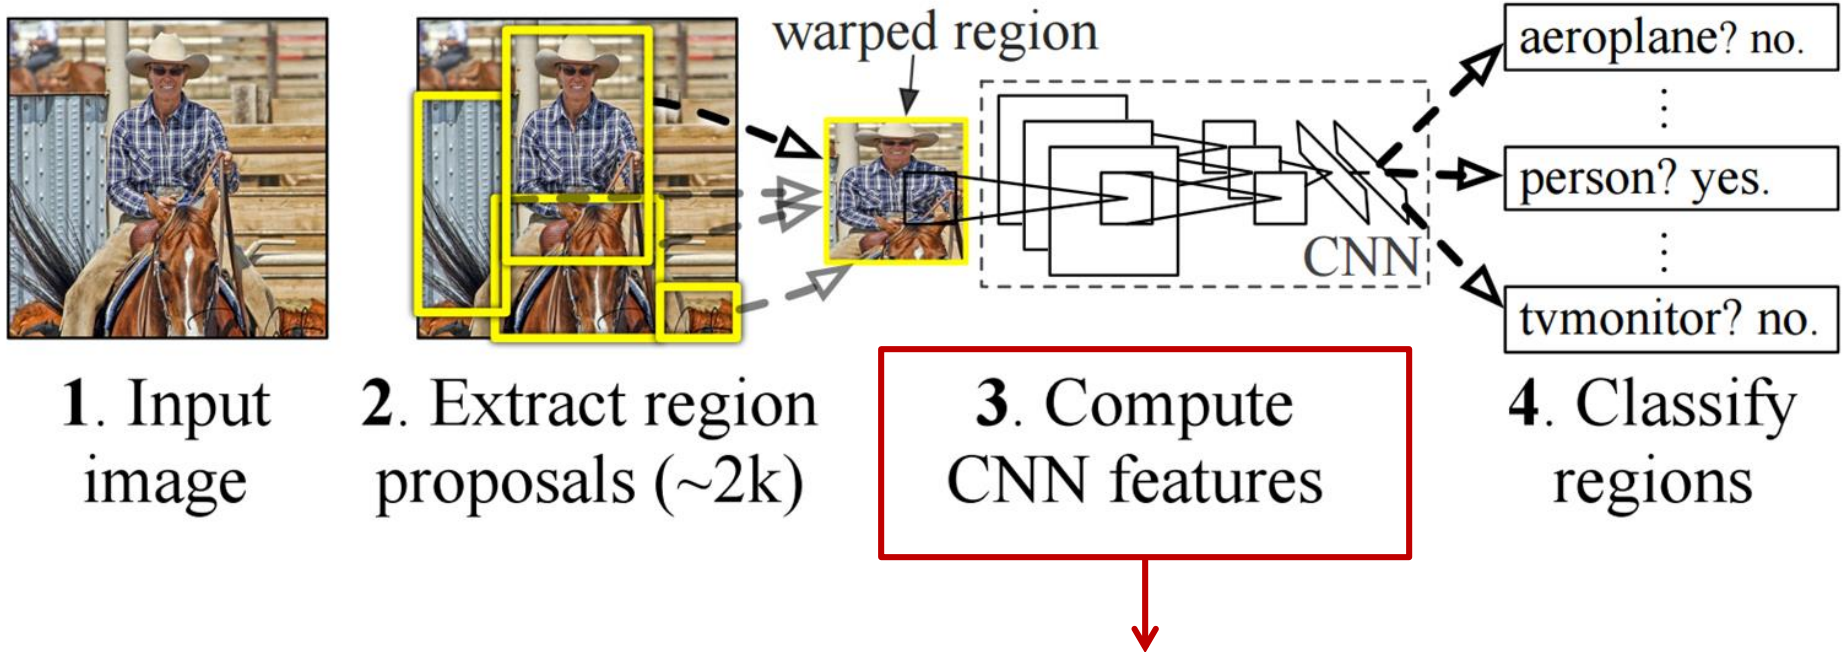 warped region
aeroplane? no.
person? yes.
CNN
tvmonitor? no.
1. Input
image
2. Extract region
proposals (~2k)
3. Compute
CNN features
4. Classify
regions